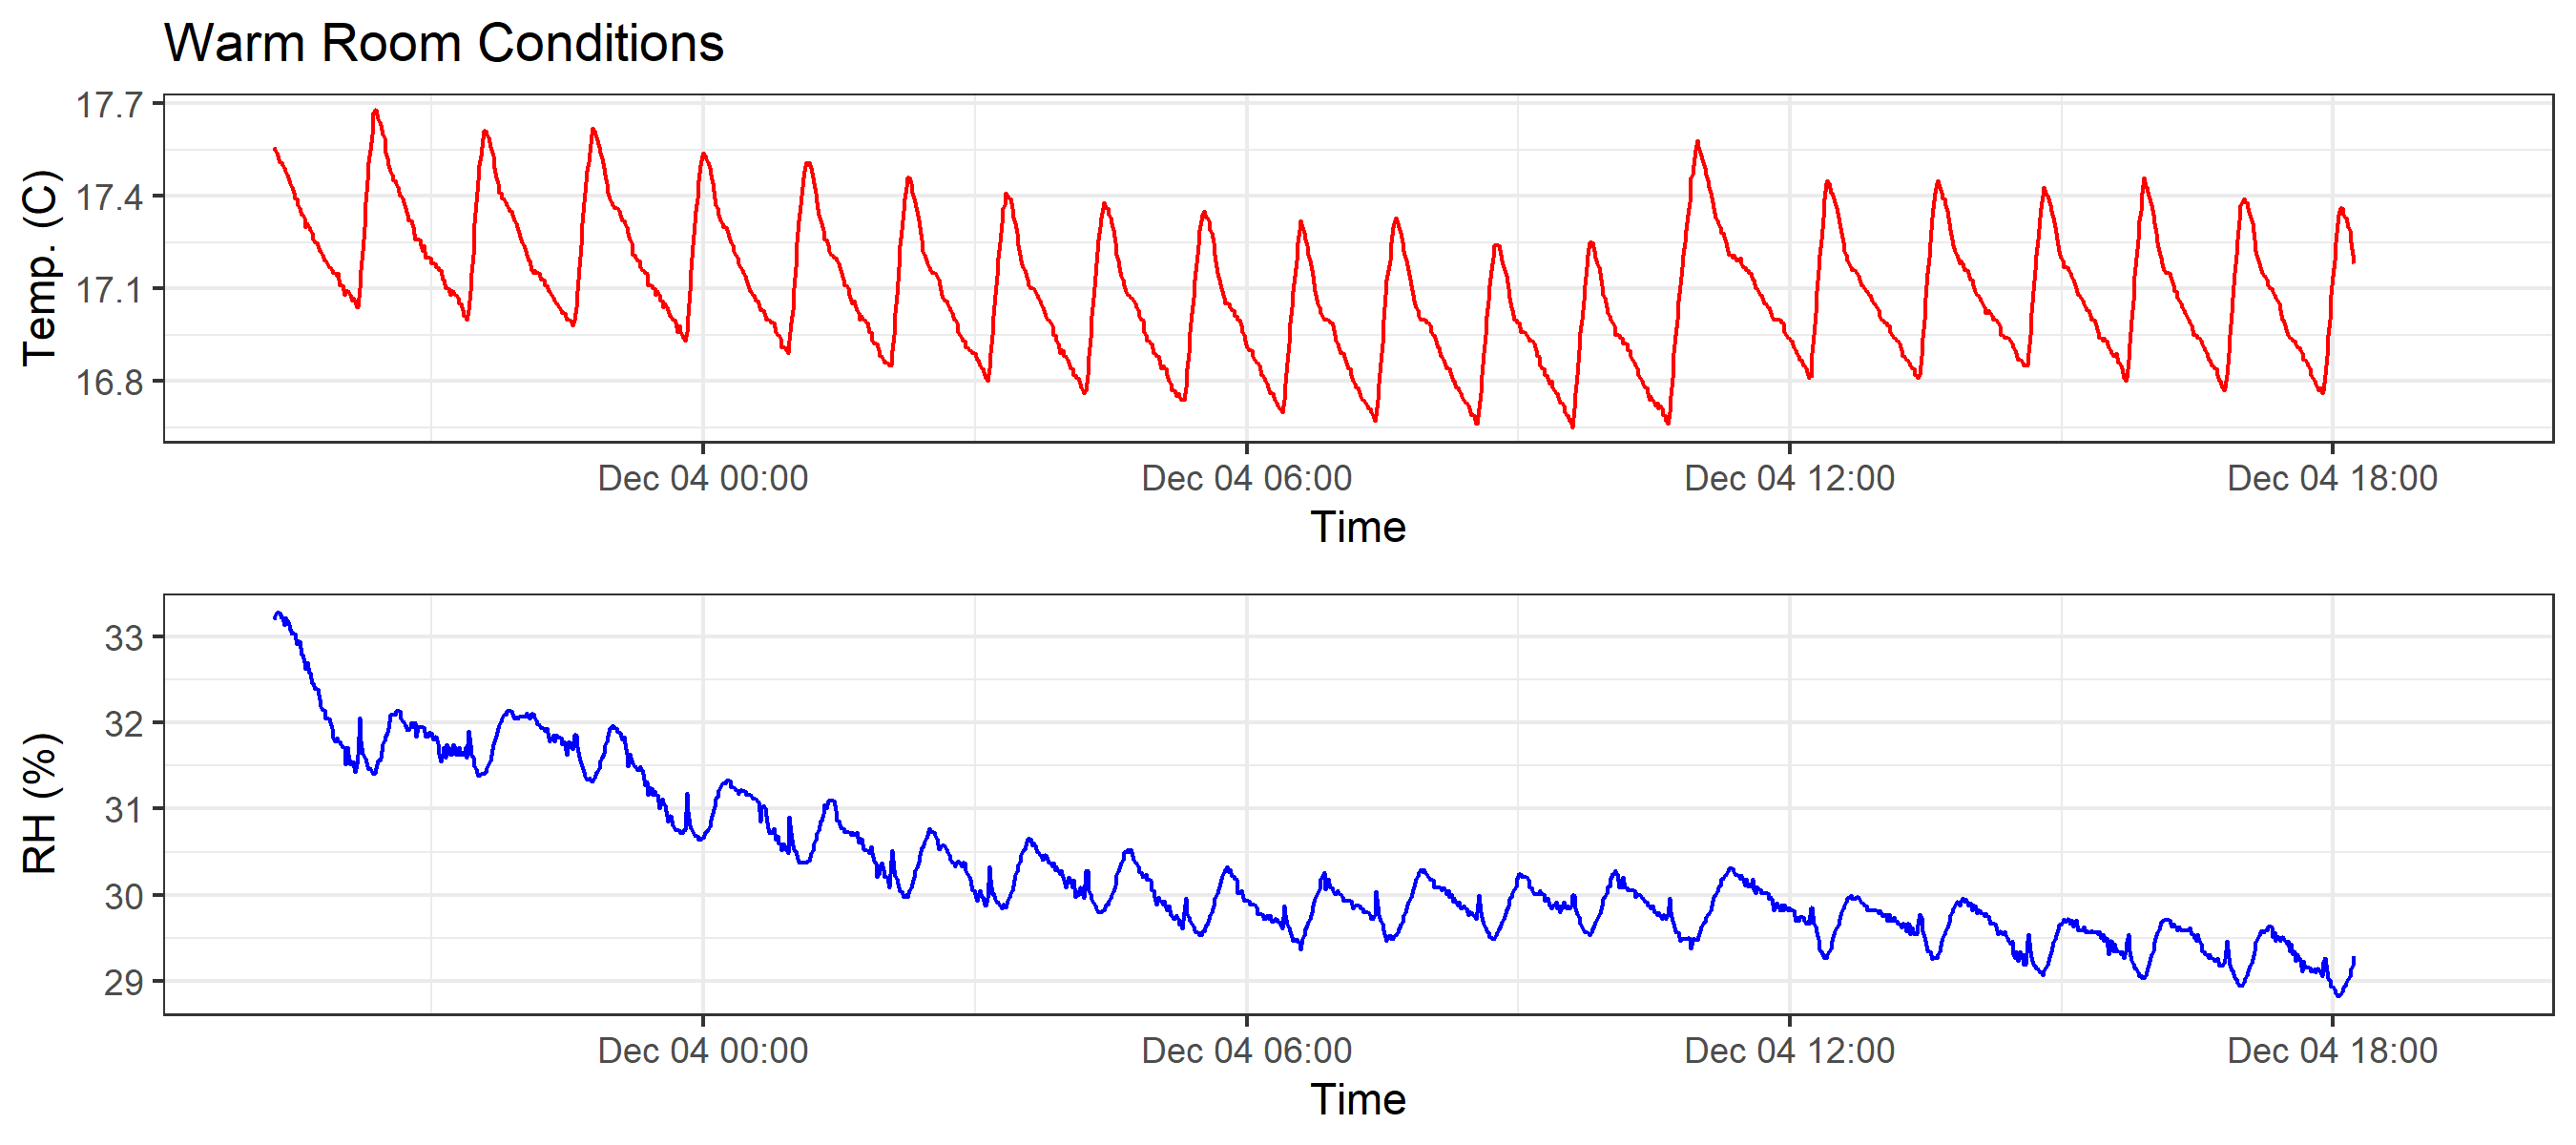 Warm Room Conditions
Temp. (C)
17.7
17.4
17.1
16.8
Dec 04 00:00 Dec 04 06:00 Dec 04 12:00 Dec 04 18:00
Time
RH (%)
33
32
31
30
29
Dec 04 00:00 Dec 04 06:00 Dec 04 12:00 Dec 04 18:00
Time